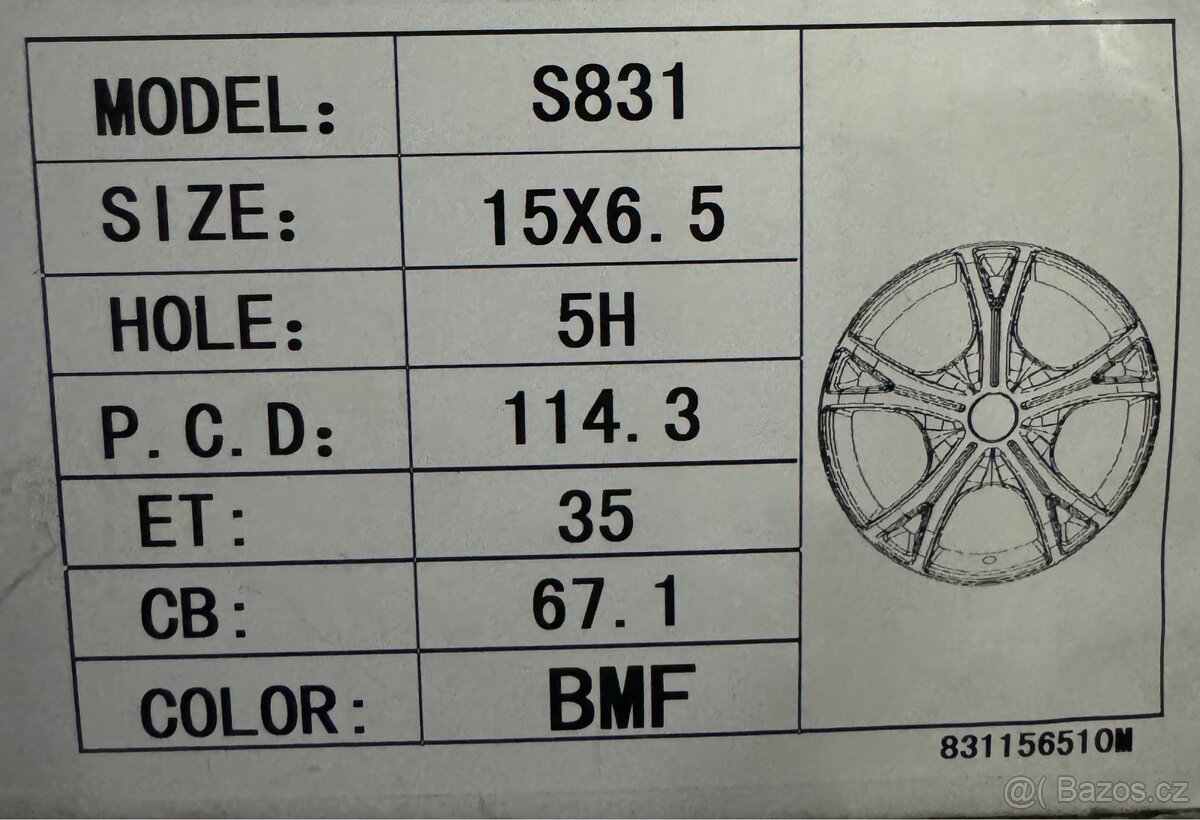 MODEL: S831
SIZE: 15X6.5
HOLE: 5H
P.C.D: 114.3
ET: 35
CB: 67.1
COLOR: BMF
831156510M
@( Bazos.cz